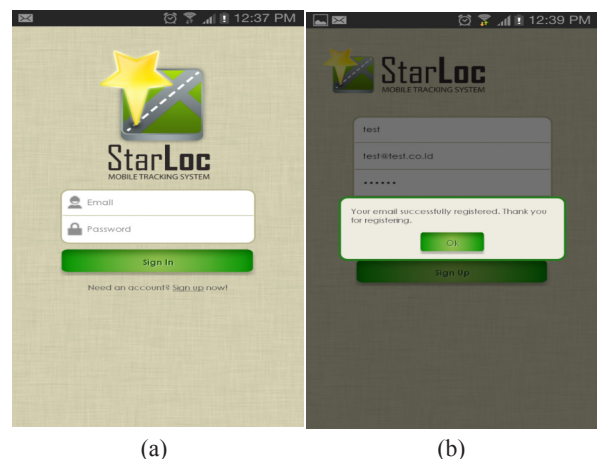 12:37 PM
StarLoc
MOBILE TRACKING SYSTEM
Email
Password
Sign In
Need an account? Sign up now!
(a)
12:39 PM
StarLoc
MOBILE TRACKING SYSTEM
test
test@test.co.id
••••••
Your email successfully registered. Thank you
for registering.
Ok
Sign Up
(b)